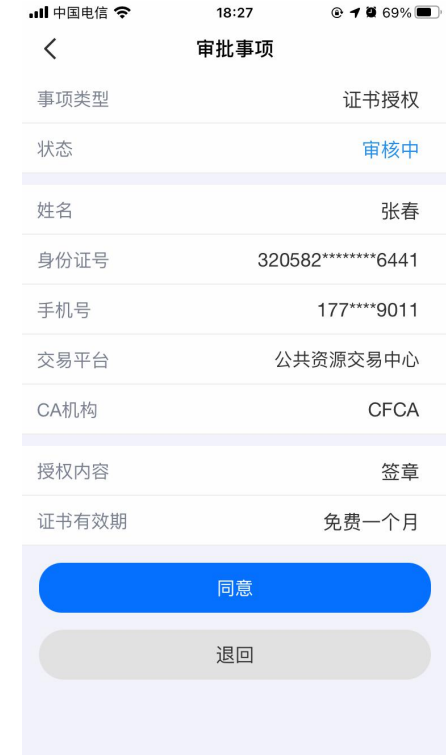 中国电信 18:27 69%
审批事项
事项类型 证书授权
状态 审核中
姓名 张春
身份证号 320582********6441
手机号 177****9011
交易平台 公共资源交易中心
CA机构 CFCA
授权内容 签章
证书有效期 免费一个月
同意
退回